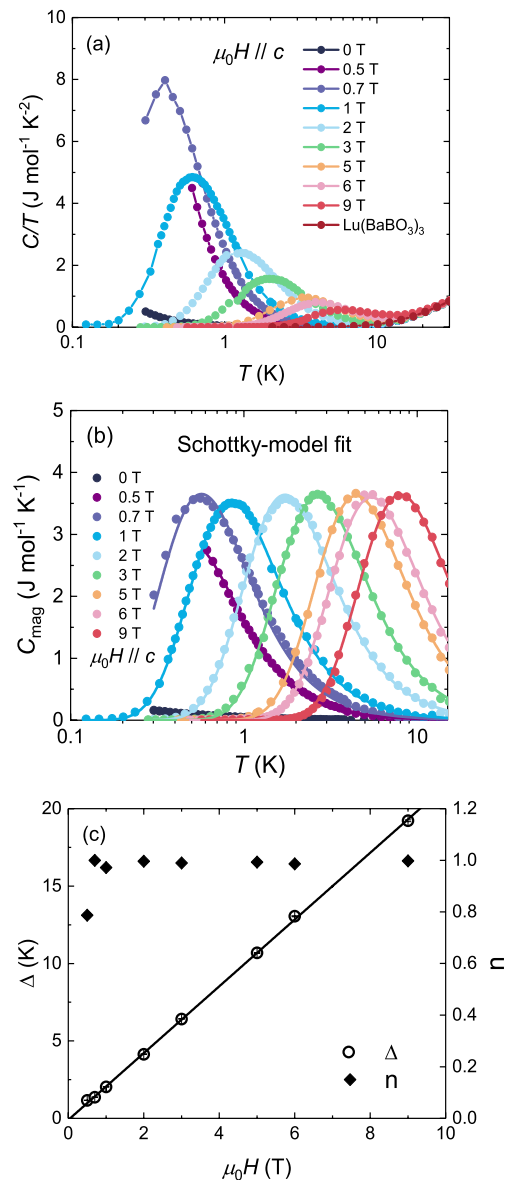 (a)
μ₀H // c
0 T
0.5 T
0.7 T
1 T
2 T
3 T
5 T
6 T
9 T
Lu(BaBO₃)₃
C/T (J mol⁻¹ K⁻²)
10
8
6
4
2
0
0.1
1
10
T (K)
(b)
Schottky-model fit
0 T
0.5 T
0.7 T
1 T
2 T
3 T
5 T
6 T
9 T
μ₀H // c
C_mag (J mol⁻¹ K⁻¹)
5
4
3
2
1
0
0.1
1
10
T (K)
(c)
Δ (K)
20
15
10
5
0
1.2
1.0
0.8
0.6
0.4
0.2
0.0
n
Δ
n
0
2
4
6
8
10
μ₀H (T)